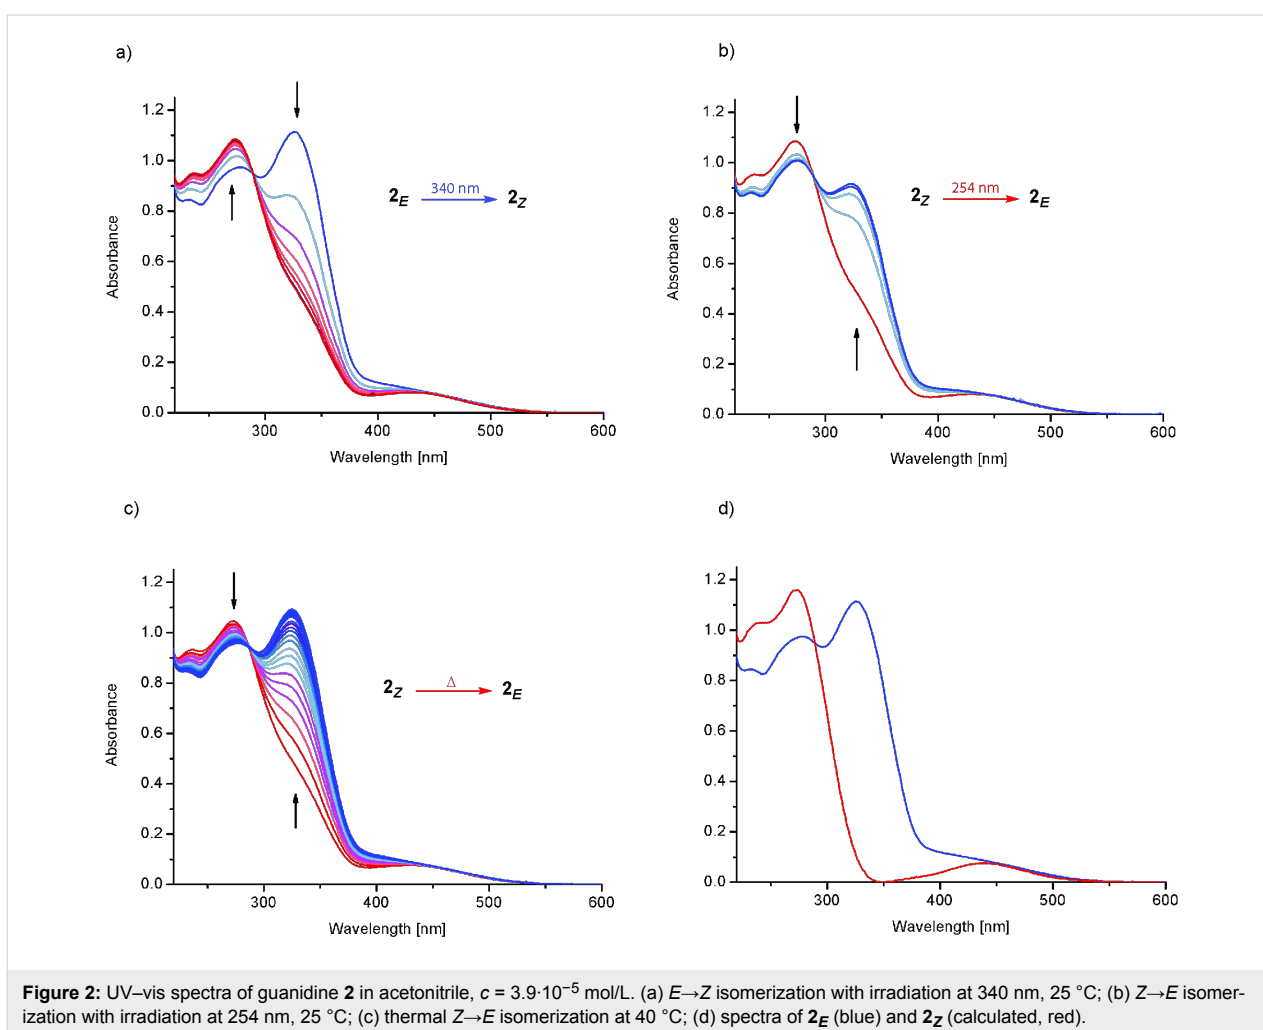 a)
1.2
1.0
0.8
0.6
0.4
0.2
0.0
300
400
500
600
Absorbance
Wavelength [nm]
2E 340 nm 2Z
b)
1.2
1.0
0.8
0.6
0.4
0.2
0.0
300
400
500
600
Absorbance
Wavelength [nm]
2Z 254 nm 2E
c)
1.2
1.0
0.8
0.6
0.4
0.2
0.0
300
400
500
600
Absorbance
Wavelength [nm]
2Z Δ 2E
d)
1.2
1.0
0.8
0.6
0.4
0.2
0.0
300
400
500
600
Absorbance
Wavelength [nm]
Figure 2: UV–vis spectra of guanidine 2 in acetonitrile, c = 3.9·10−5 mol/L. (a) E→Z isomerization with irradiation at 340 nm, 25 °C; (b) Z→E isomer-
ization with irradiation at 254 nm, 25 °C; (c) thermal Z→E isomerization at 40 °C; (d) spectra of 2E (blue) and 2Z (calculated, red).